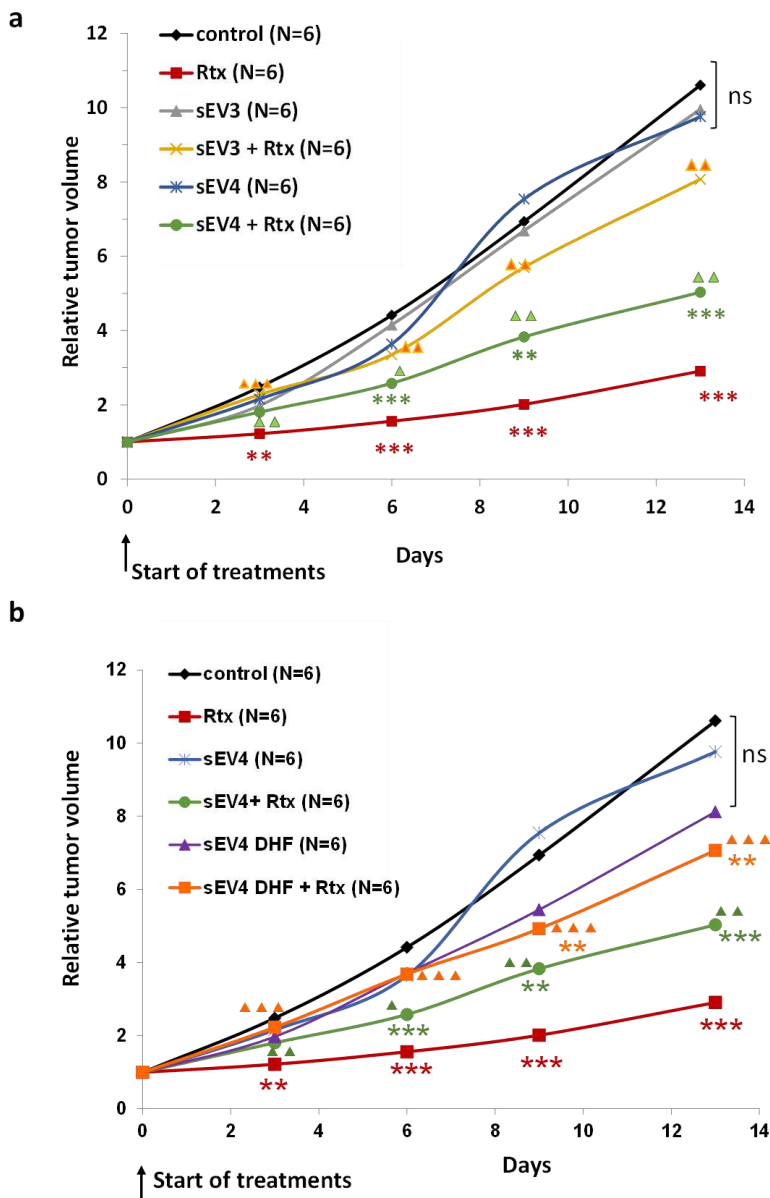 a
12
10
8
6
4
2
0
Relative tumor volume
control (N=6)
Rtx (N=6)
sEV3 (N=6)
sEV3 + Rtx (N=6)
sEV4 (N=6)
sEV4 + Rtx (N=6)
ns
**
***
***
***
***
**
***
0 2 4 6 8 10 12 14
Days
Start of treatments
b
12
10
8
6
4
2
0
Relative tumor volume
control (N=6)
Rtx (N=6)
sEV4 (N=6)
sEV4+ Rtx (N=6)
sEV4 DHF (N=6)
sEV4 DHF + Rtx (N=6)
ns
**
**
***
***
**
**
***
***
***
0 2 4 6 8 10 12 14
Days
Start of treatments